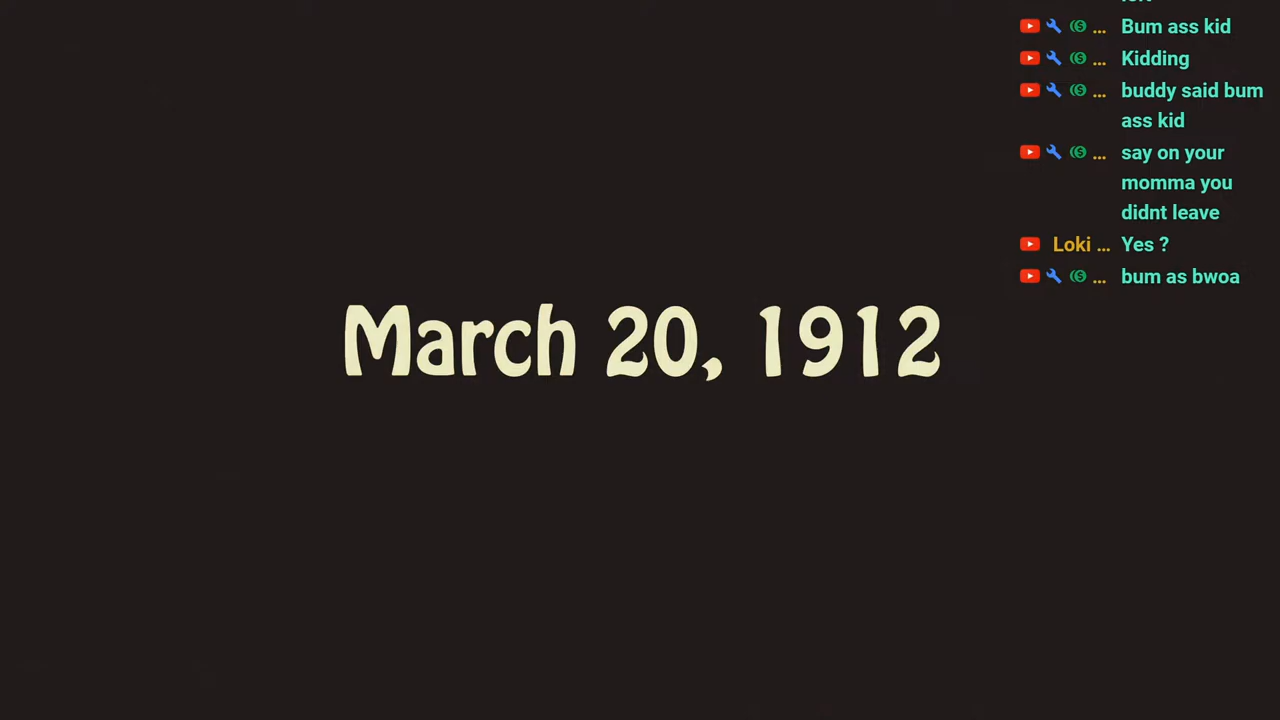 Bum ass kid
Kidding
buddy said bum
ass kid
say on your
momma you
didnt leave
Loki … Yes ?
bum as bwoa
March 20, 1912